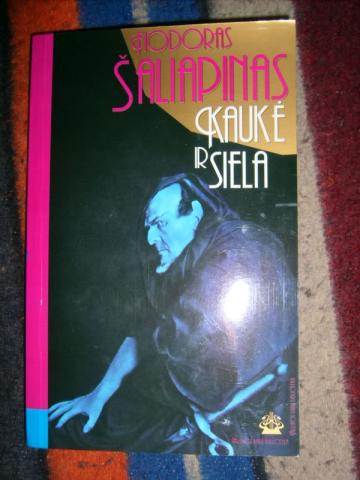 FIODORAS
ŠALIAPINAS
KAUKĖ
IR
SIELA